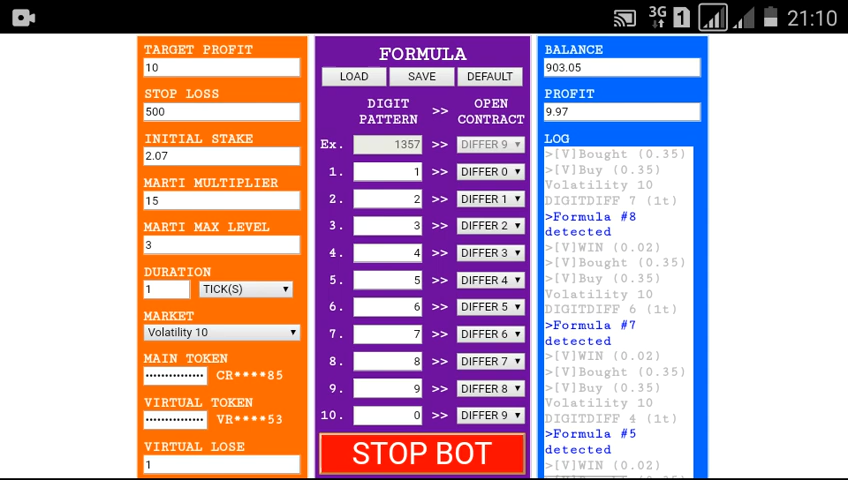 3G 1 21:10
TARGET PROFIT
10
STOP LOSS
500
INITIAL STAKE
2.07
MARTI MULTIPLIER
15
MARTI MAX LEVEL
3
DURATION
1 TICK(S)
MARKET
Volatility 10
MAIN TOKEN
••••••••••••••• CR****85
VIRTUAL TOKEN
••••••••••••••• VR****53
VIRTUAL LOSE
1
FORMULA
LOAD SAVE DEFAULT
DIGIT PATTERN >> OPEN CONTRACT
Ex. 1357 >> DIFFER 9
1. 1 >> DIFFER 0
2. 2 >> DIFFER 1
3. 3 >> DIFFER 2
4. 4 >> DIFFER 3
5. 5 >> DIFFER 4
6. 6 >> DIFFER 5
7. 7 >> DIFFER 6
8. 8 >> DIFFER 7
9. 9 >> DIFFER 8
10. 0 >> DIFFER 9
STOP BOT
BALANCE
903.05
PROFIT
9.97
LOG
>[V]Bought (0.35)
>[V]Buy (0.35)
Volatility 10
DIGITDIFF 7 (1t)
>Formula #8
detected
>[V]WIN (0.02)
>[V]Bought (0.35)
>[V]Buy (0.35)
Volatility 10
DIGITDIFF 6 (1t)
>Formula #7
detected
>[V]WIN (0.02)
>[V]Bought (0.35)
>[V]Buy (0.35)
Volatility 10
DIGITDIFF 4 (1t)
>Formula #5
detected
>[V]WIN (0.02)